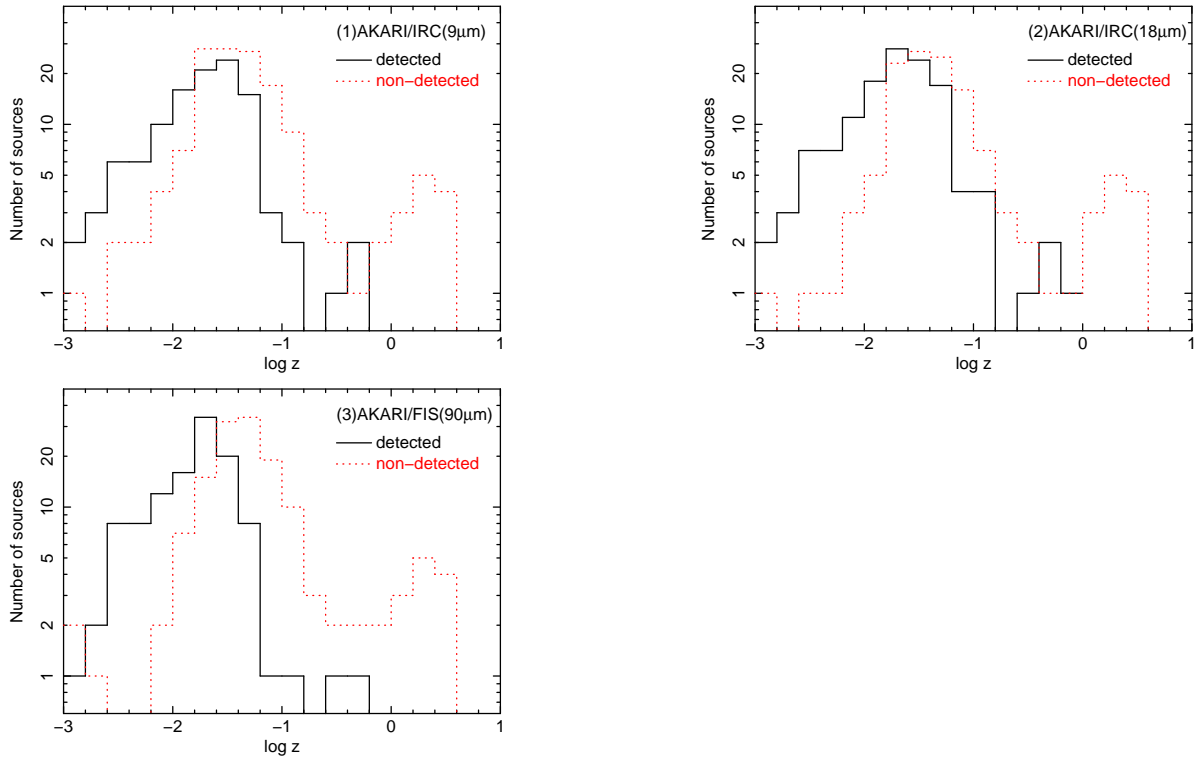 (1)AKARI/IRC(9μm)
detected
non−detected
Number of sources
20
10
5
2
1
−3 −2 −1 0 1
log z
(2)AKARI/IRC(18μm)
detected
non−detected
Number of sources
20
10
5
2
1
−3 −2 −1 0 1
log z
(3)AKARI/FIS(90μm)
detected
non−detected
Number of sources
20
10
5
2
1
−3 −2 −1 0 1
log z